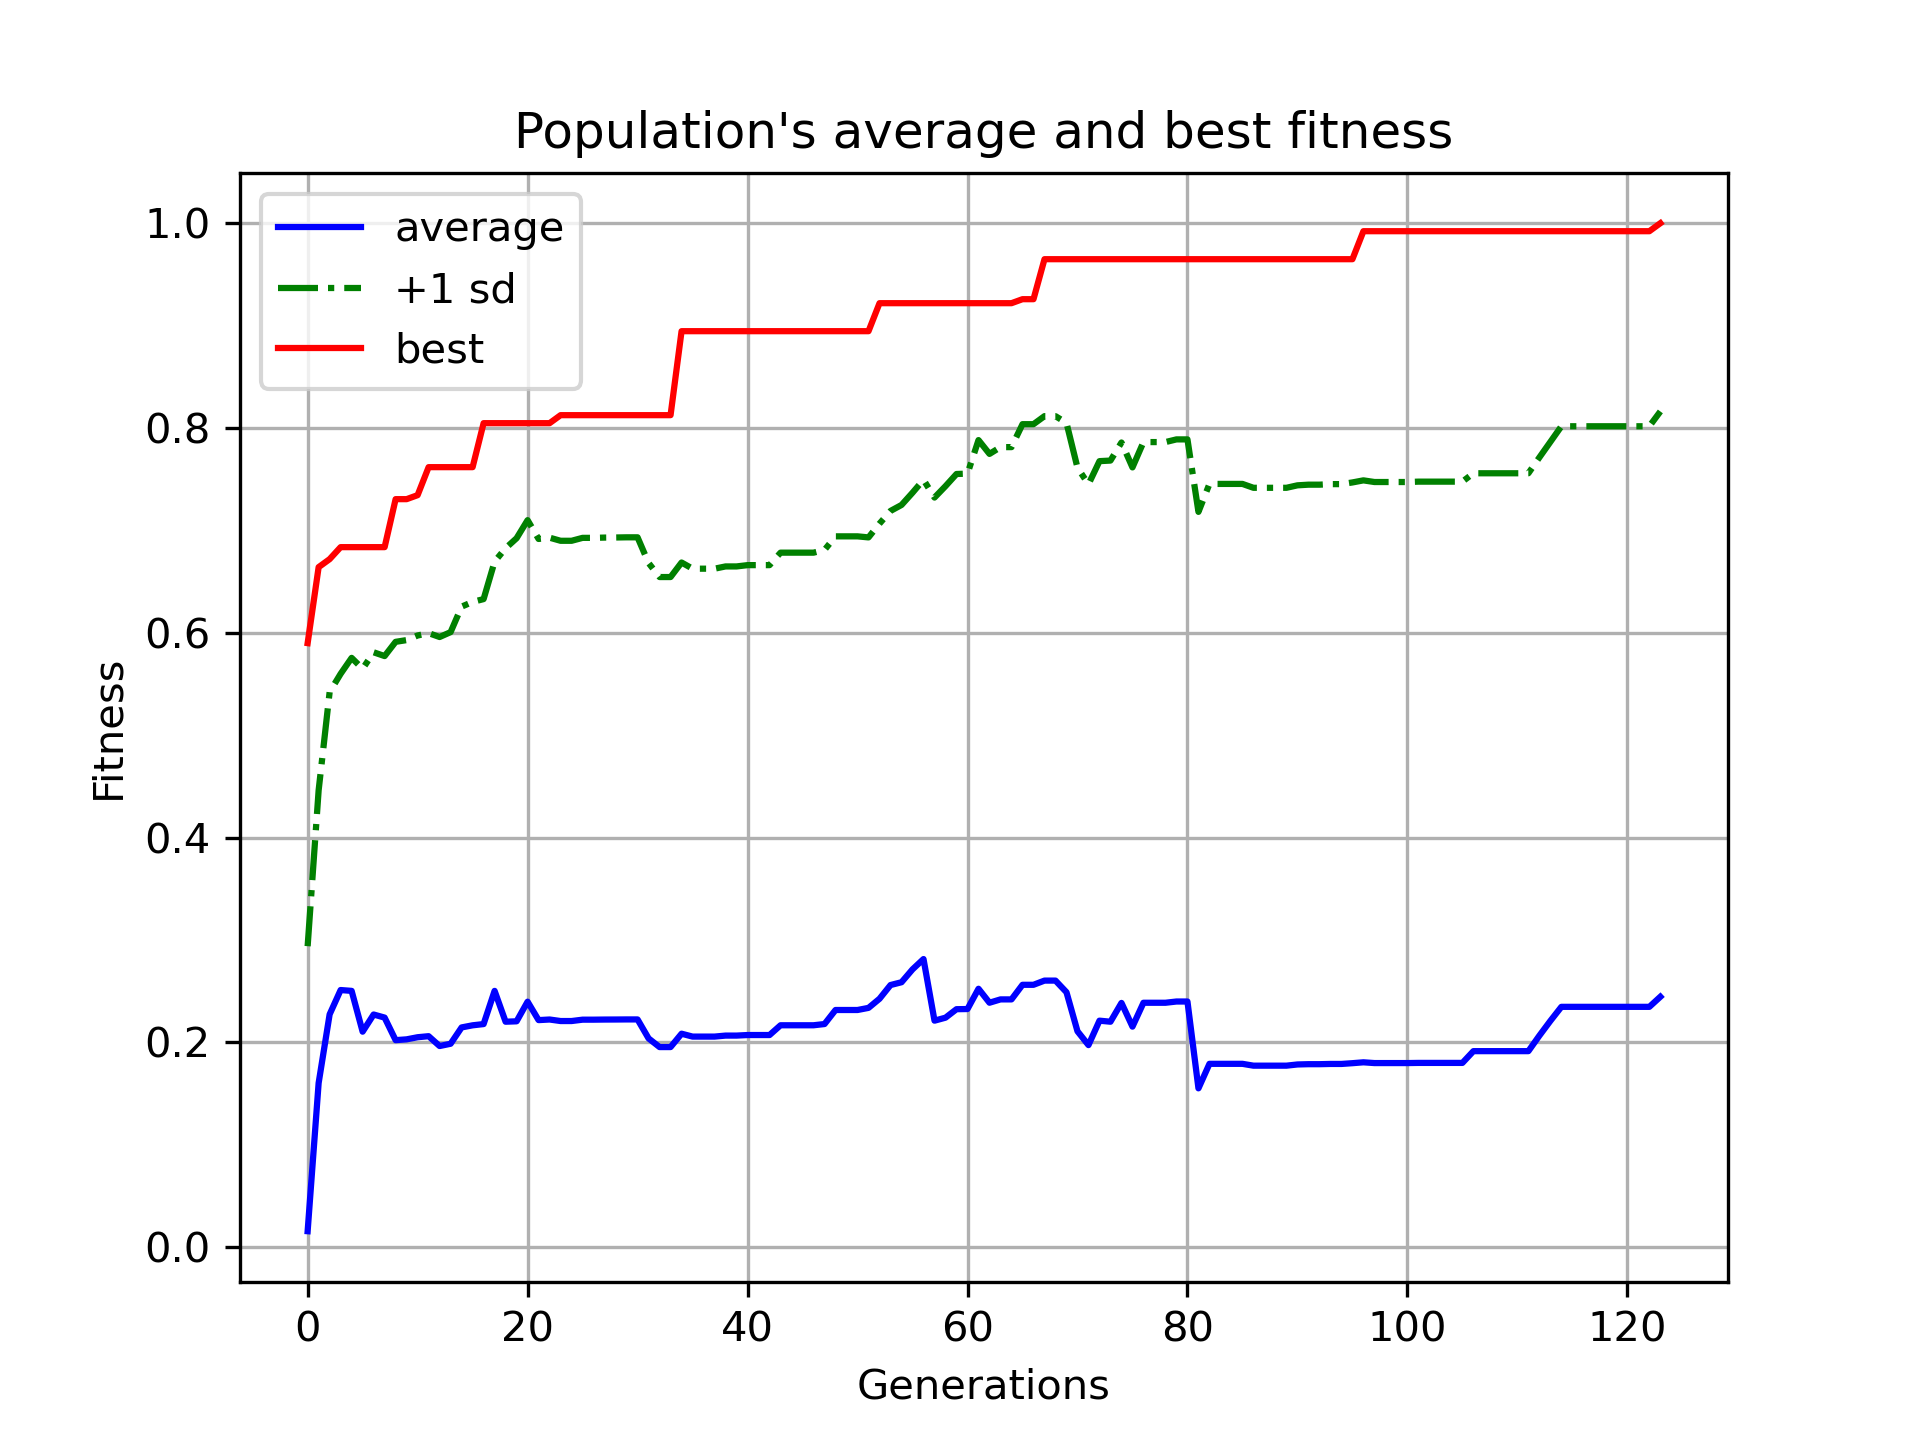 Population's average and best fitness
average
+1 sd
best
1.0
0.8
0.6
0.4
0.2
0.0
Fitness
0 20 40 60 80 100 120
Generations